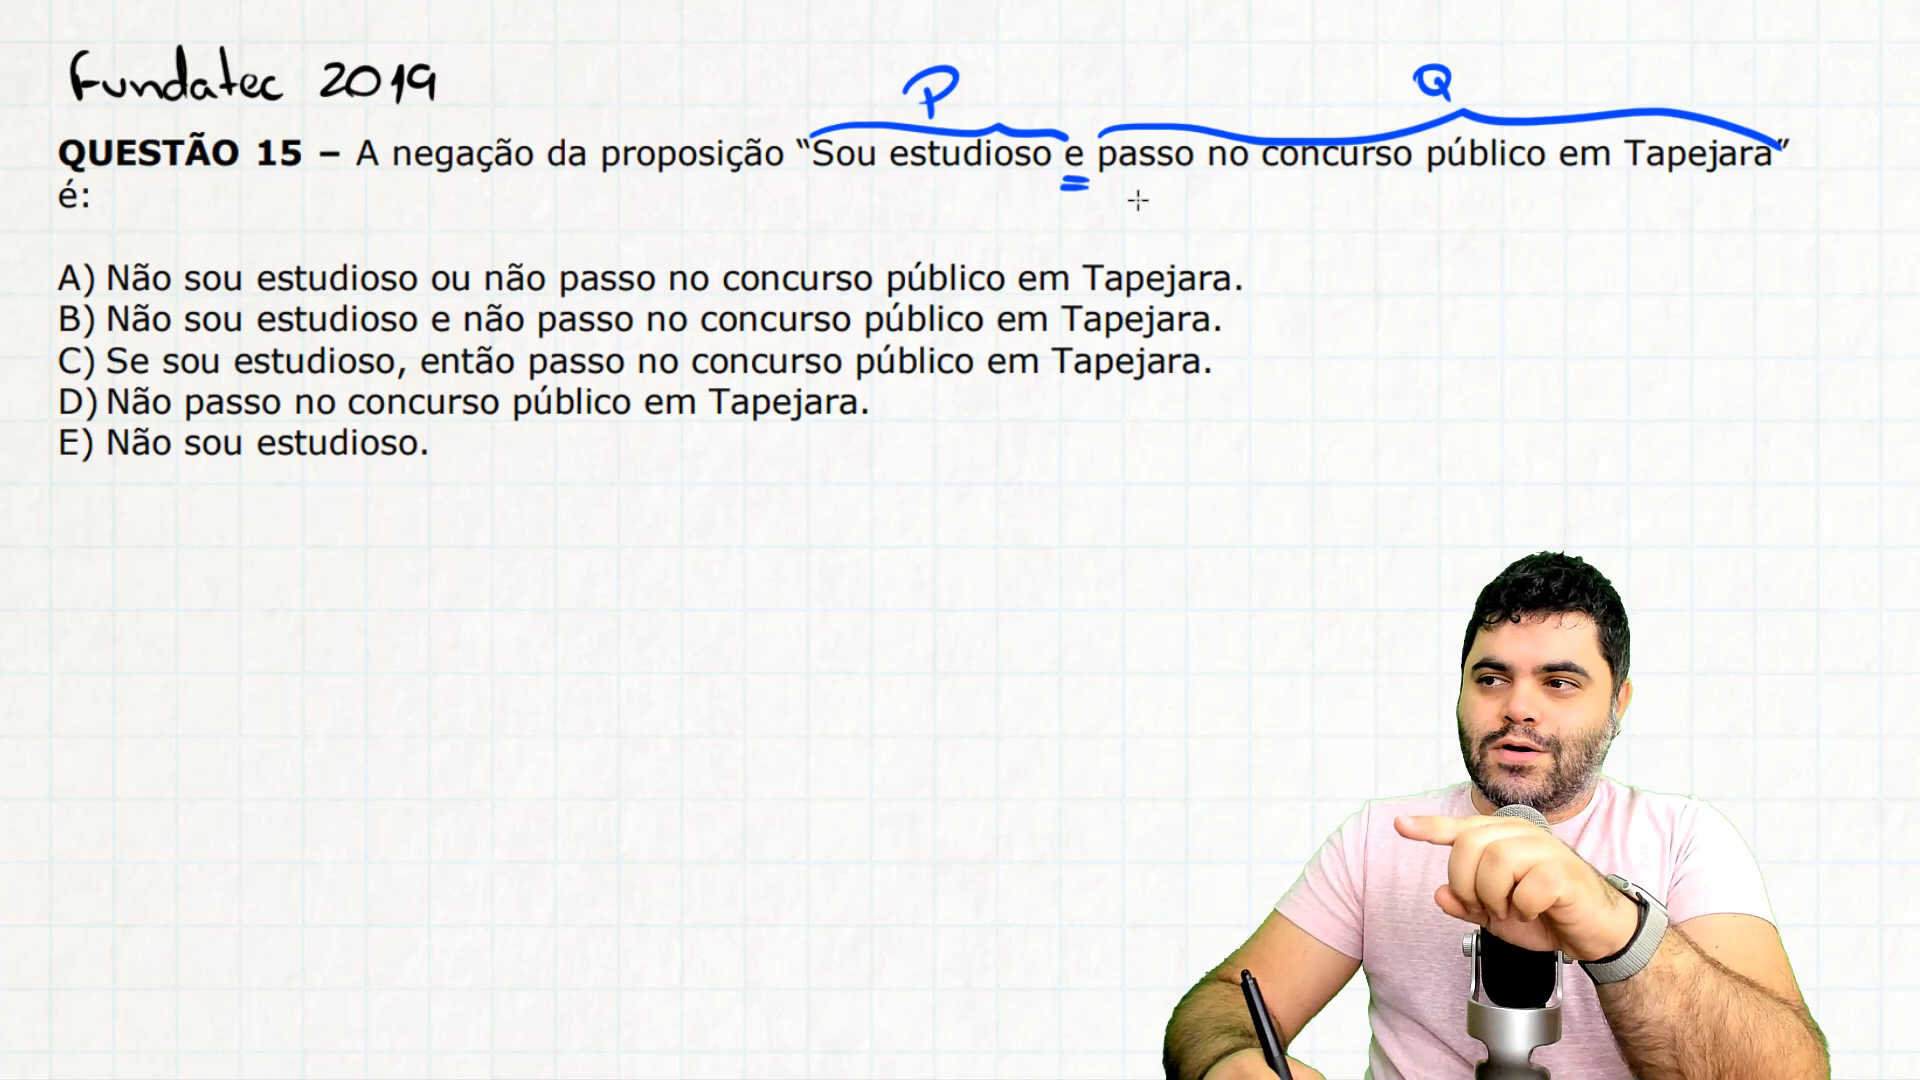 Fundatec 2019
P Q
QUESTÃO 15 – A negação da proposição “Sou estudioso e passo no concurso público em Tapejara”
é:
A) Não sou estudioso ou não passo no concurso público em Tapejara.
B) Não sou estudioso e não passo no concurso público em Tapejara.
C) Se sou estudioso, então passo no concurso público em Tapejara.
D) Não passo no concurso público em Tapejara.
E) Não sou estudioso.